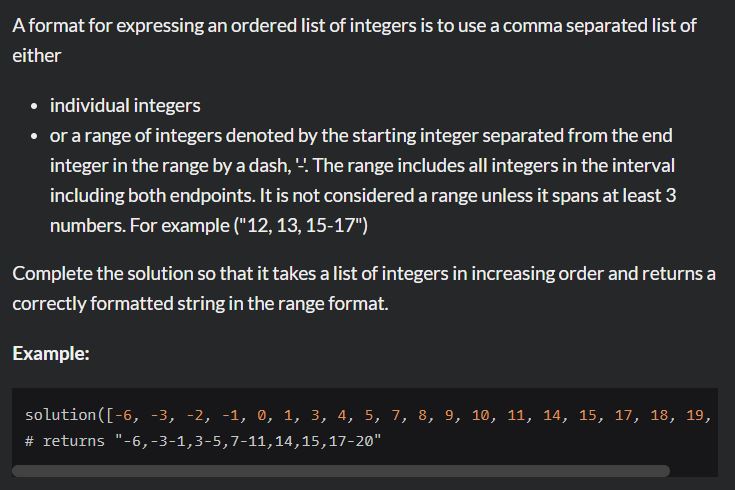 A format for expressing an ordered list of integers is to use a comma separated list of
either
• individual integers
• or a range of integers denoted by the starting integer separated from the end
integer in the range by a dash, '-'. The range includes all integers in the interval
including both endpoints. It is not considered a range unless it spans at least 3
numbers. For example ("12, 13, 15-17")
Complete the solution so that it takes a list of integers in increasing order and returns a
correctly formatted string in the range format.
Example:
solution([-6, -3, -2, -1, 0, 1, 3, 4, 5, 7, 8, 9, 10, 11, 14, 15, 17, 18, 19,
# returns "-6,-3-1,3-5,7-11,14,15,17-20"